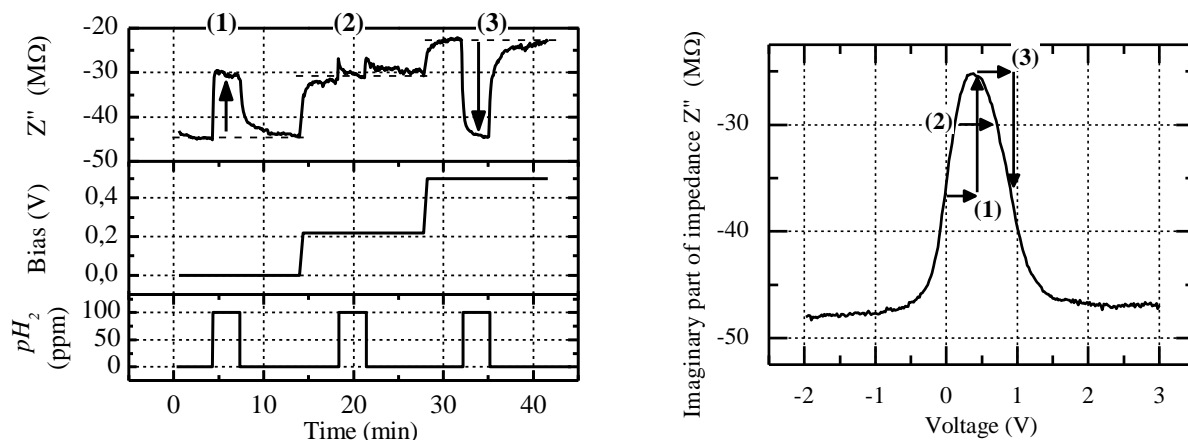 (1) (2) (3)
-20
-30
-40
-50
Z'' (MΩ)
0,4
0,2
0,0
Bias (V)
100
50
0
pH2
(ppm)
0 10 20 30 40
Time (min)
(3)
(2)
(1)
-30
-40
-50
Imaginary part of impedance Z'' (MΩ)
-2 -1 0 1 2 3
Voltage (V)